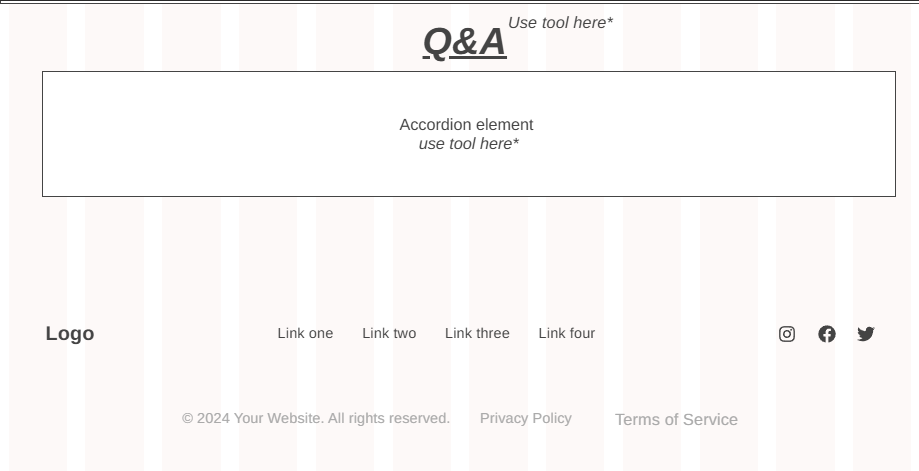 Use tool here*
Q&A
Accordion element
use tool here*
Logo
Link one Link two Link three Link four
© 2024 Your Website. All rights reserved. Privacy Policy Terms of Service